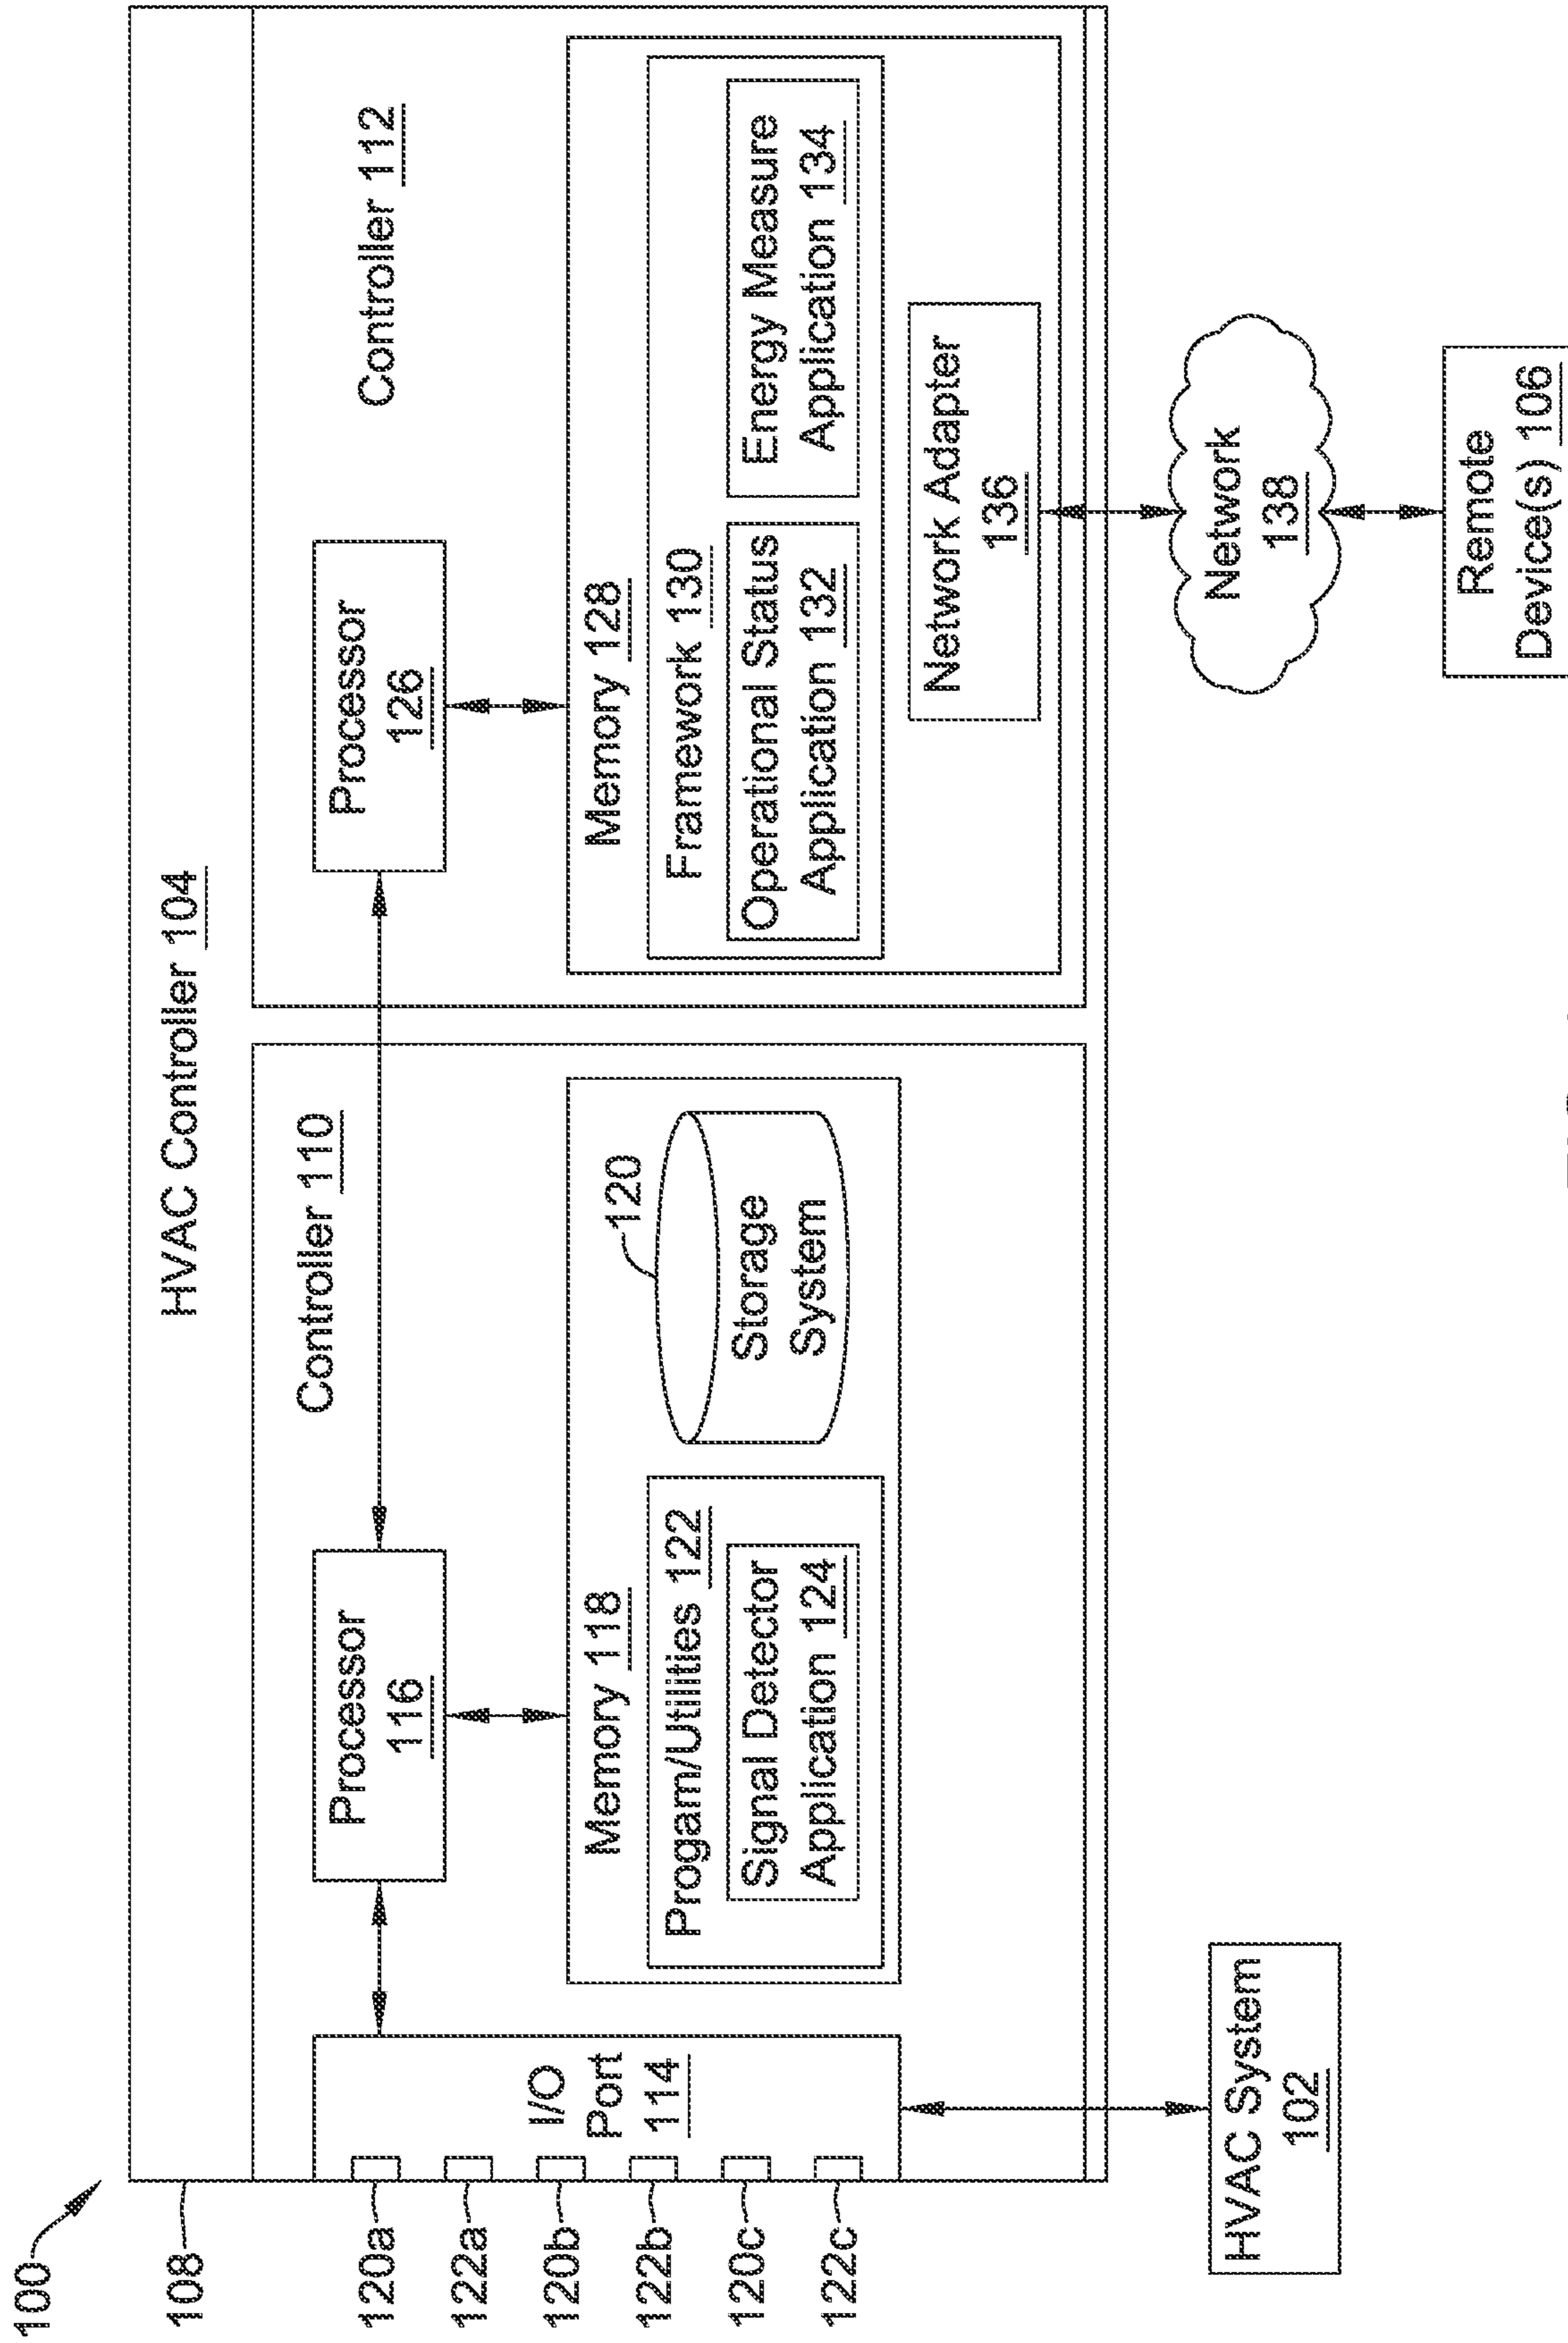 100
108
HVAC Controller 104
Controller 110
Controller 112
Processor
116
Processor
126
I/O
Port
114
120a
122a
120b
122b
120c
122c
Memory 118
Progam/Utilities 122
Signal Detector
Application 124
120
Storage
System
Memory 128
Framework 130
Operational Status
Application 132
Energy Measure
Application 134
Network Adapter
136
HVAC System
102
Network
138
Remote
Device(s) 106